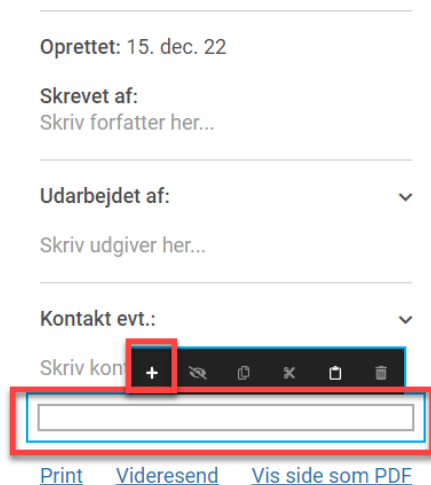 Oprettet: 15. dec. 22
Skrevet af:
Skriv forfatter her...
Udarbejdet af:
Skriv udgiver her...
Kontakt evt.:
Skriv
Print Videresend Vis side som PDF